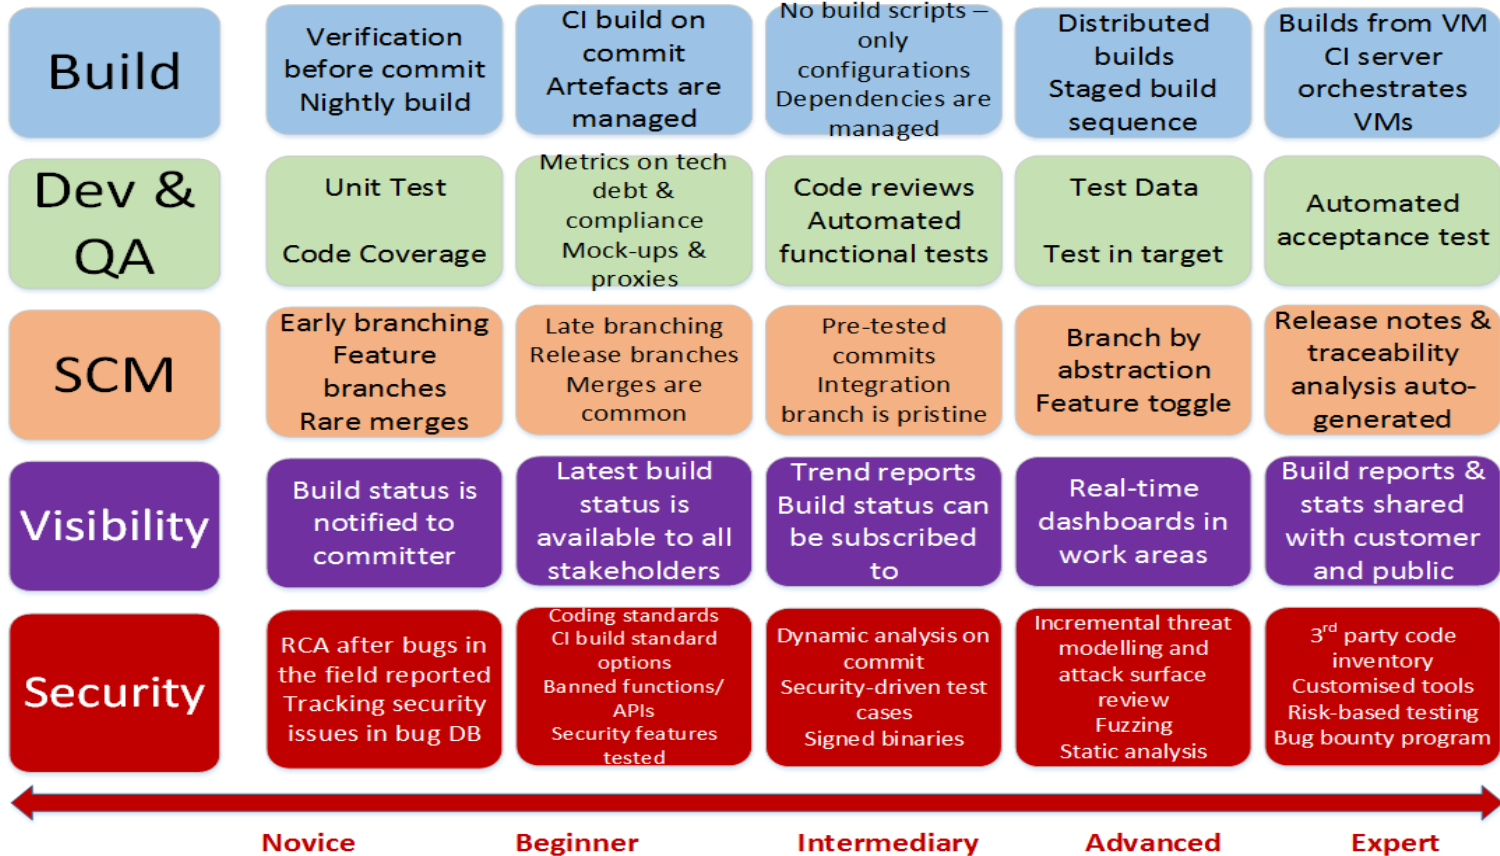 Build
Verification
before commit
Nightly build
CI build on
commit
Artefacts are
managed
No build scripts –
only
configurations
Dependencies are
managed
Distributed
builds
Staged build
sequence
Builds from VM
CI server
orchestrates
VMs
Dev &
QA
Unit Test
Code Coverage
Metrics on tech
debt &
compliance
Mock-ups &
proxies
Code reviews
Automated
functional tests
Test Data
Test in target
Automated
acceptance test
SCM
Early branching
Feature
branches
Rare merges
Late branching
Release branches
Merges are
common
Pre-tested
commits
Integration
branch is pristine
Branch by
abstraction
Feature toggle
Release notes &
traceability
analysis auto-
generated
Visibility
Build status is
notified to
committer
Latest build
status is
available to all
stakeholders
Trend reports
Build status can
be subscribed
to
Real-time
dashboards in
work areas
Build reports &
stats shared
with customer
and public
Security
RCA after bugs in
the field reported
Tracking security
issues in bug DB
Coding standards
CI build standard
options
Banned functions/
APIs
Security features
tested
Dynamic analysis on
commit
Security-driven test
cases
Signed binaries
Incremental threat
modelling and
attack surface
review
Fuzzing
Static analysis
3rd party code
inventory
Customised tools
Risk-based testing
Bug bounty program
Novice
Beginner
Intermediary
Advanced
Expert